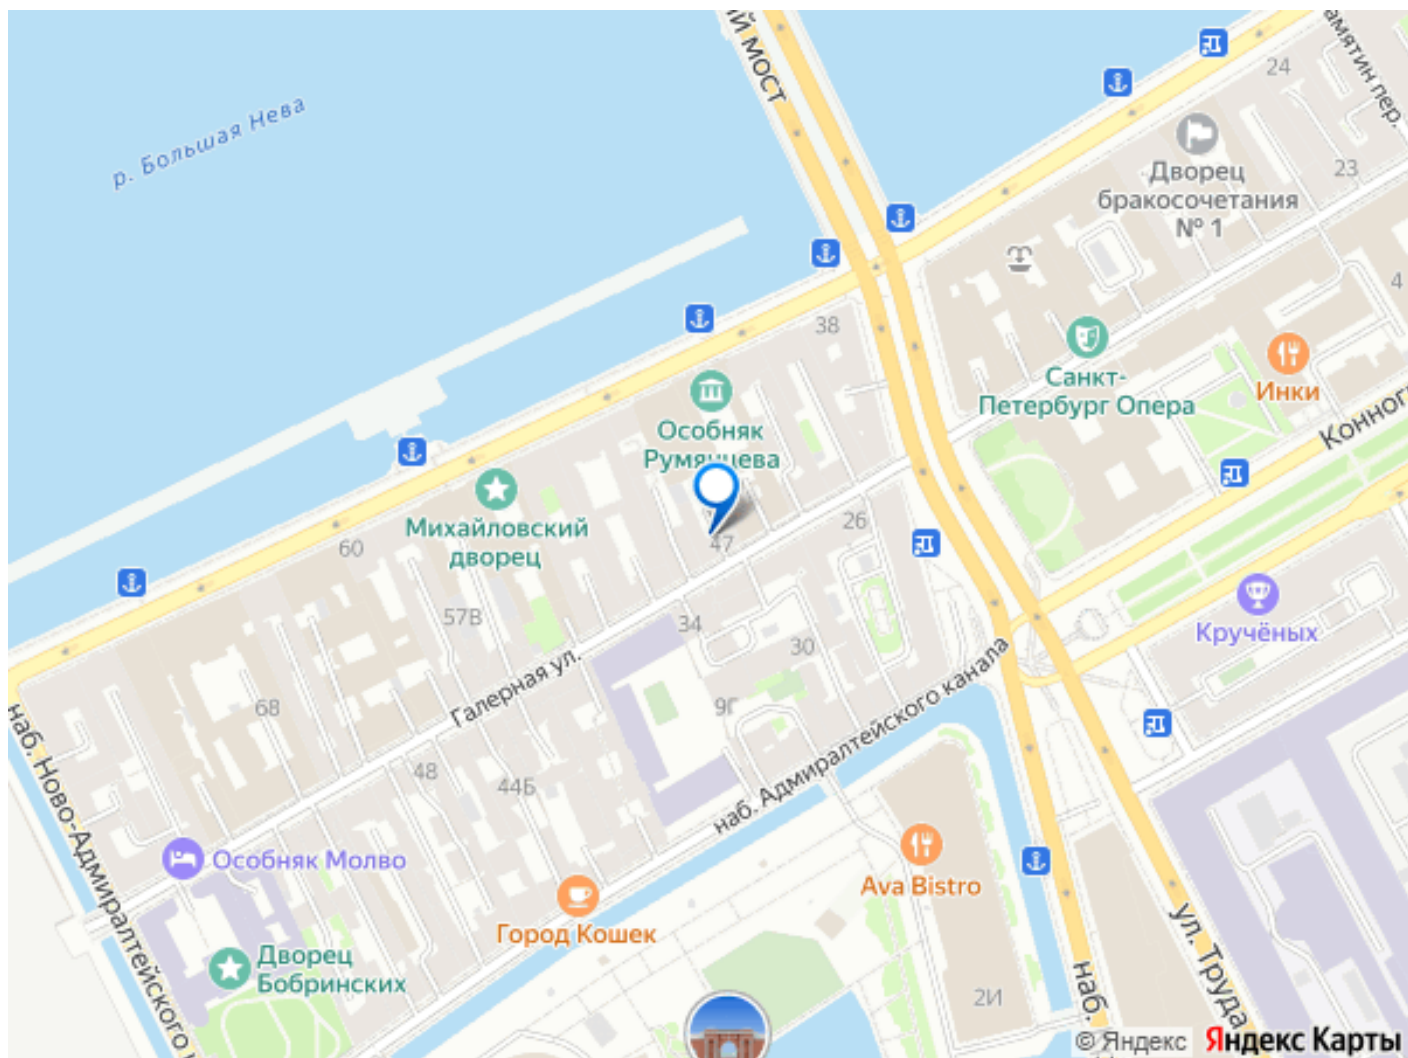 ий мост
амятин пер.
24
р. Большая Нева
23
Дворец
бракосочетания
№ 1
4
38
Санкт-
Петербург Опера
Инки
Особняк
Румянцева
Конног
Михайловский
дворец
60
47
26
57В
34
30
Кручёных
Галерная ул.
68
9Г
наб. Адмиралтейского канала
48
44Б
наб. Ново-Адмиралтейского к
Особняк Молво
Ava Bistro
Город Кошек
Дворец
Бобринских
2И
наб.
ул. Труда
© Яндекс Яндекс Карты